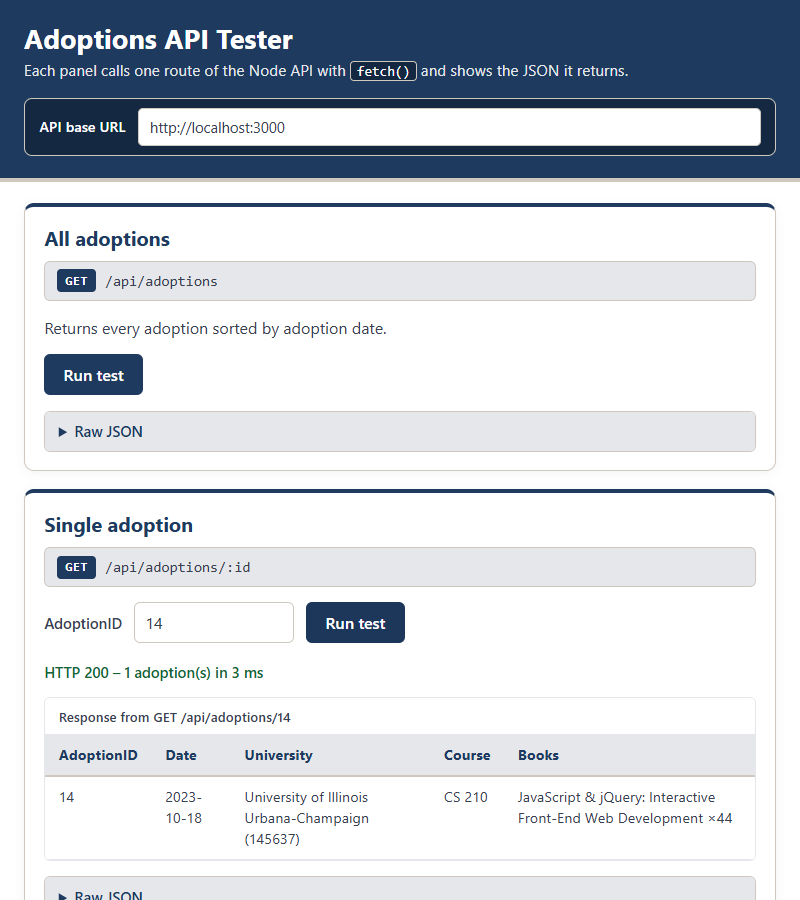 Adoptions API Tester
Each panel calls one route of the Node API with fetch() and shows the JSON it returns.
API base URL http://localhost:3000
All adoptions
GET /api/adoptions
Returns every adoption sorted by adoption date.
Run test
▶ Raw JSON
Single adoption
GET /api/adoptions/:id
AdoptionID 14 Run test
HTTP 200 – 1 adoption(s) in 3 ms
Response from GET /api/adoptions/14
AdoptionID Date University Course Books
14 2023- University of Illinois CS 210 JavaScript & jQuery: Interactive
10-18 Urbana-Champaign Front-End Web Development ×44
(145637)
▶ Raw JSON